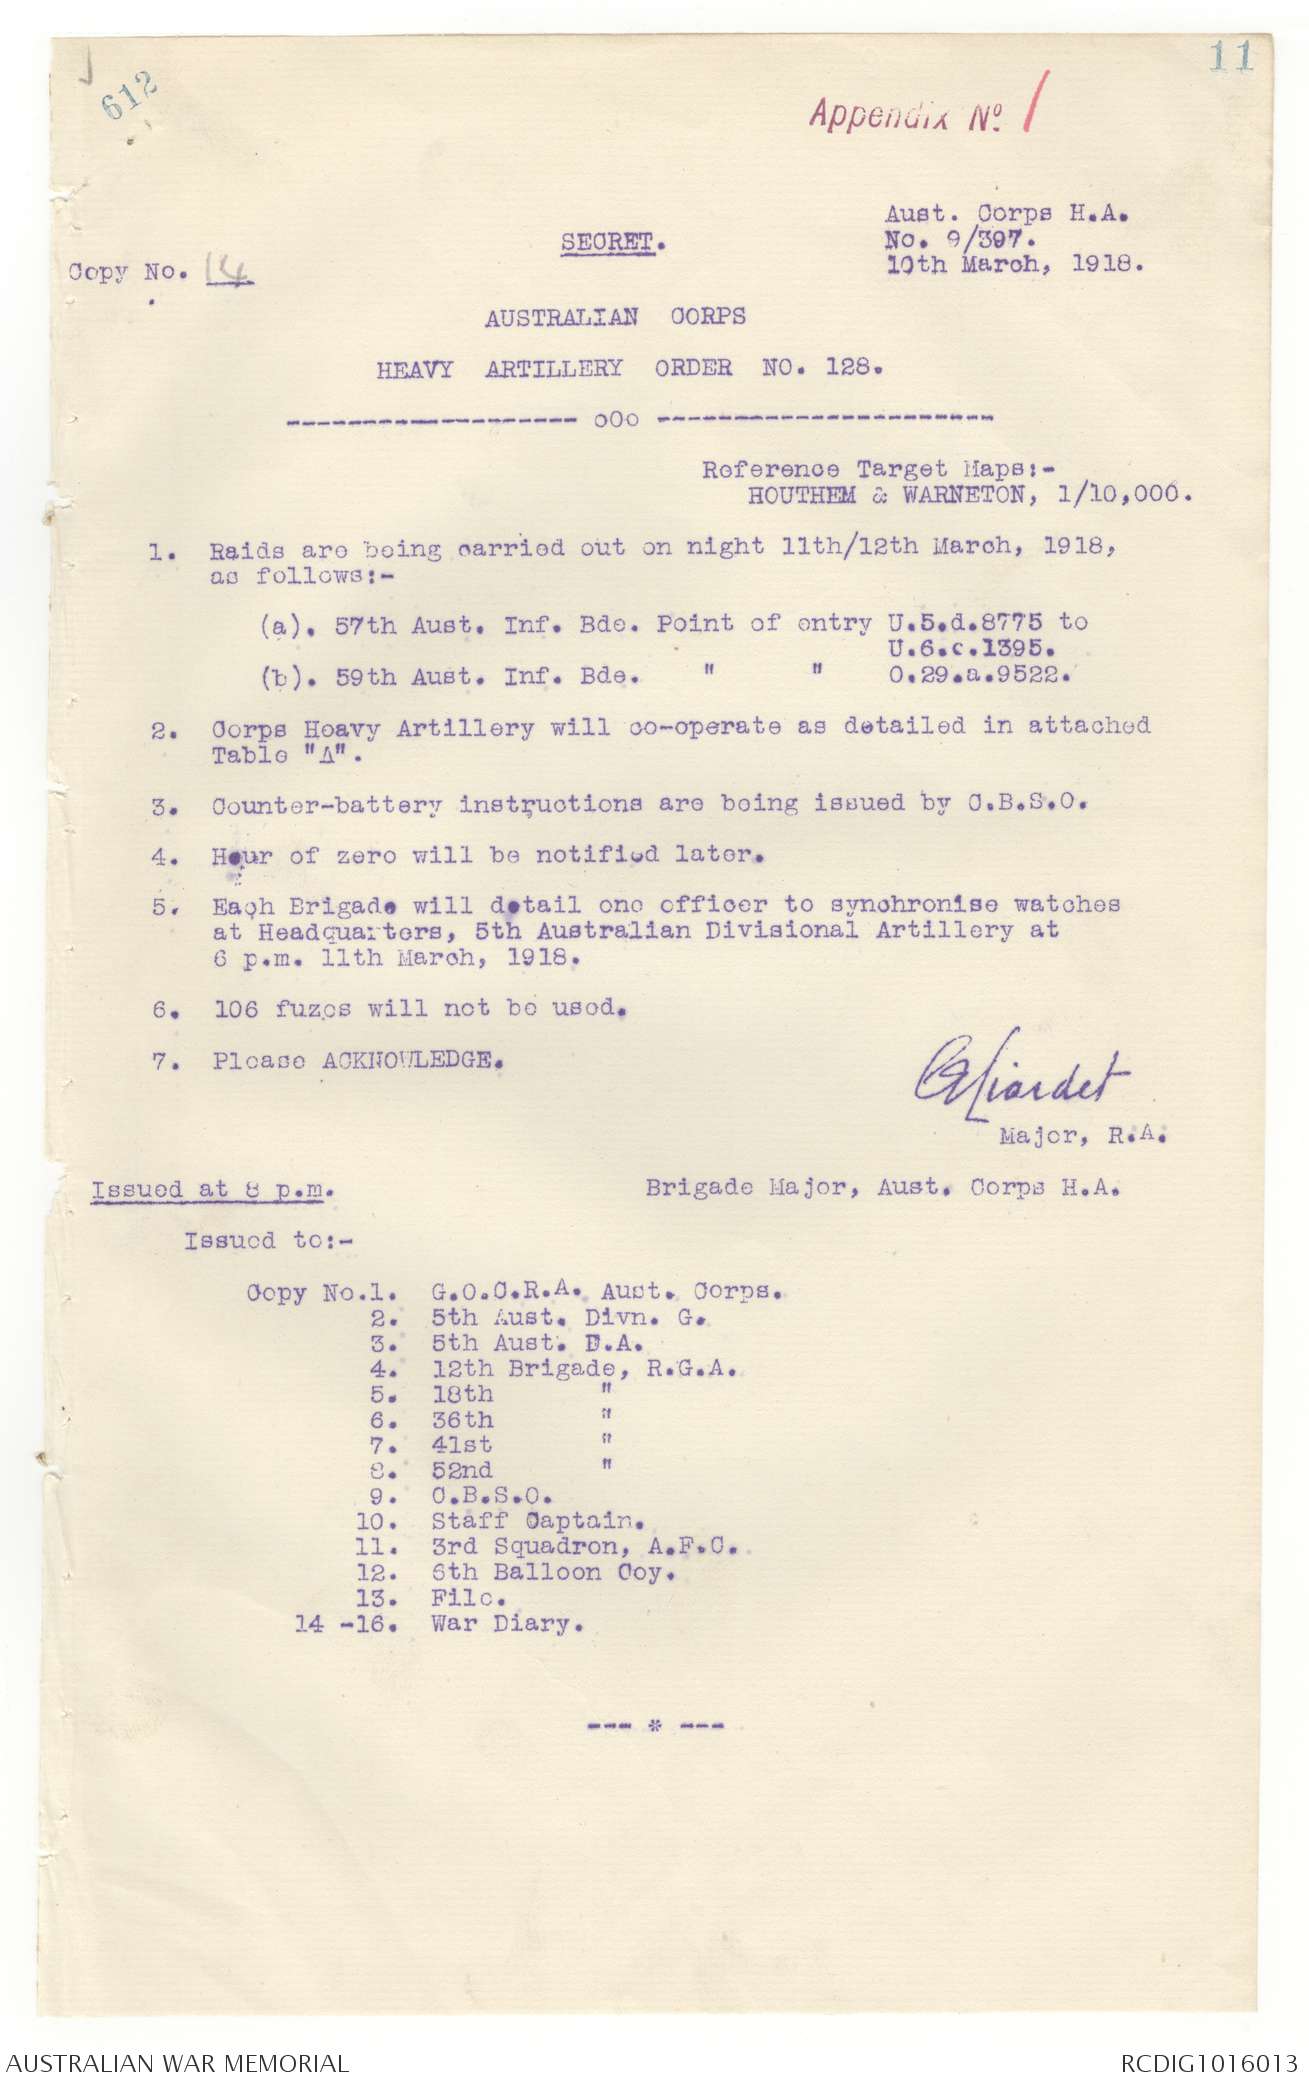 11
612
Appendix No. 1
Aust. Corps H.A.
SECRET.
No. 9/397.
Copy No. 14
10th March, 1918.
AUSTRALIAN CORPS
HEAVY ARTILLERY ORDER NO. 128.
------------------- oOo ----------------------
Reference Target Maps:-
HOUTHEM & WARNETON, 1/10,000.
1. Raids are being carried out on night 11th/12th March, 1918,
as follows:-
(a). 57th Aust. Inf. Bde. Point of entry U.5.d.8775 to
U.6.c.1395.
(b). 59th Aust. Inf. Bde. " " O.29.a.9522.
2. Corps Heavy Artillery will co-operate as detailed in attached
Table "A".
3. Counter-battery instructions are being issued by C.B.S.O.
4. Hour of zero will be notified later.
5. Each Brigade will detail one officer to synchronise watches
at Headquarters, 5th Australian Divisional Artillery at
6 p.m. 11th March, 1918.
6. 106 fuzes will not be used.
7. Please ACKNOWLEDGE.
CELiardet
Major, R.A.
Issued at 8 p.m.
Brigade Major, Aust. Corps H.A.
Issued to:-
Copy No.1. G.O.C.R.A. Aust. Corps.
2. 5th Aust. Divn. G.
3. 5th Aust. D.A.
4. 12th Brigade, R.G.A.
5. 18th "
6. 36th "
7. 41st "
8. 52nd "
9. C.B.S.O.
10. Staff Captain.
11. 3rd Squadron, A.F.C.
12. 6th Balloon Coy.
13. File.
14 -16. War Diary.
--- * ---
AUSTRALIAN WAR MEMORIAL
RCDIG1016013